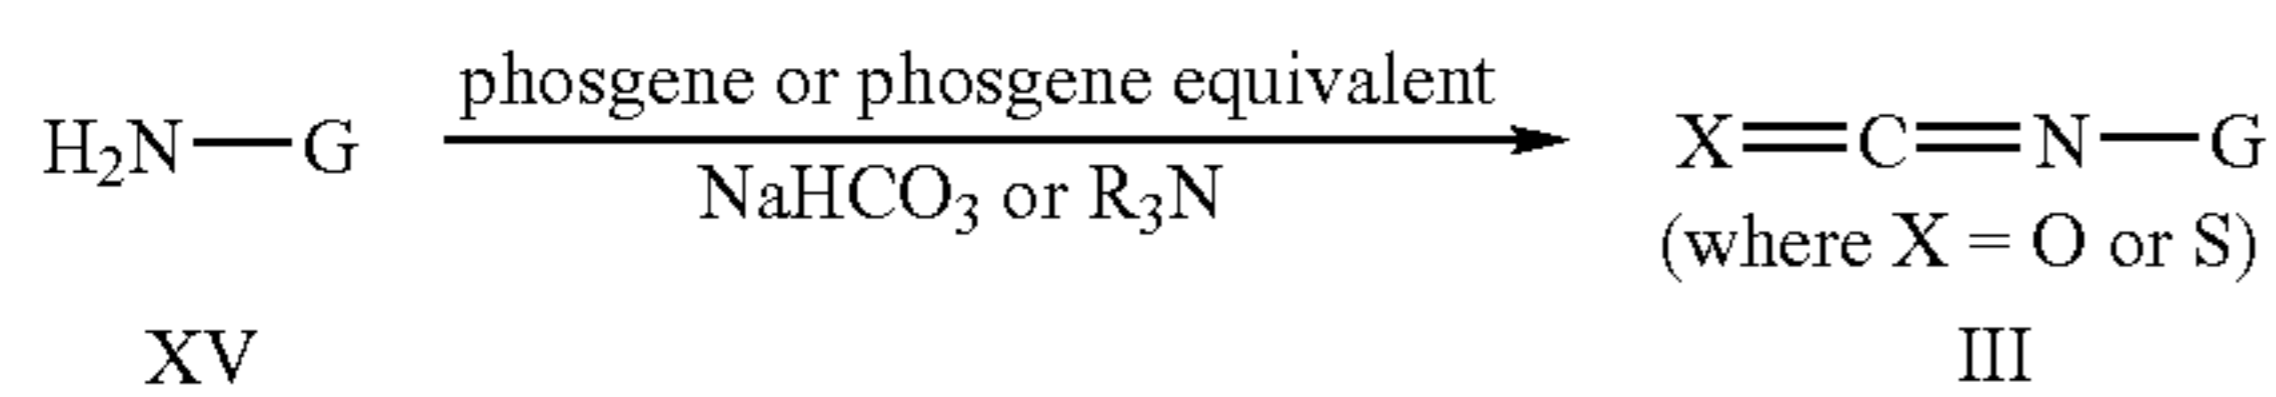 phosgene or phosgene equivalent
H₂N—G X=C=N—G
NaHCO₃ or R₃N
(where X = O or S)
XV III